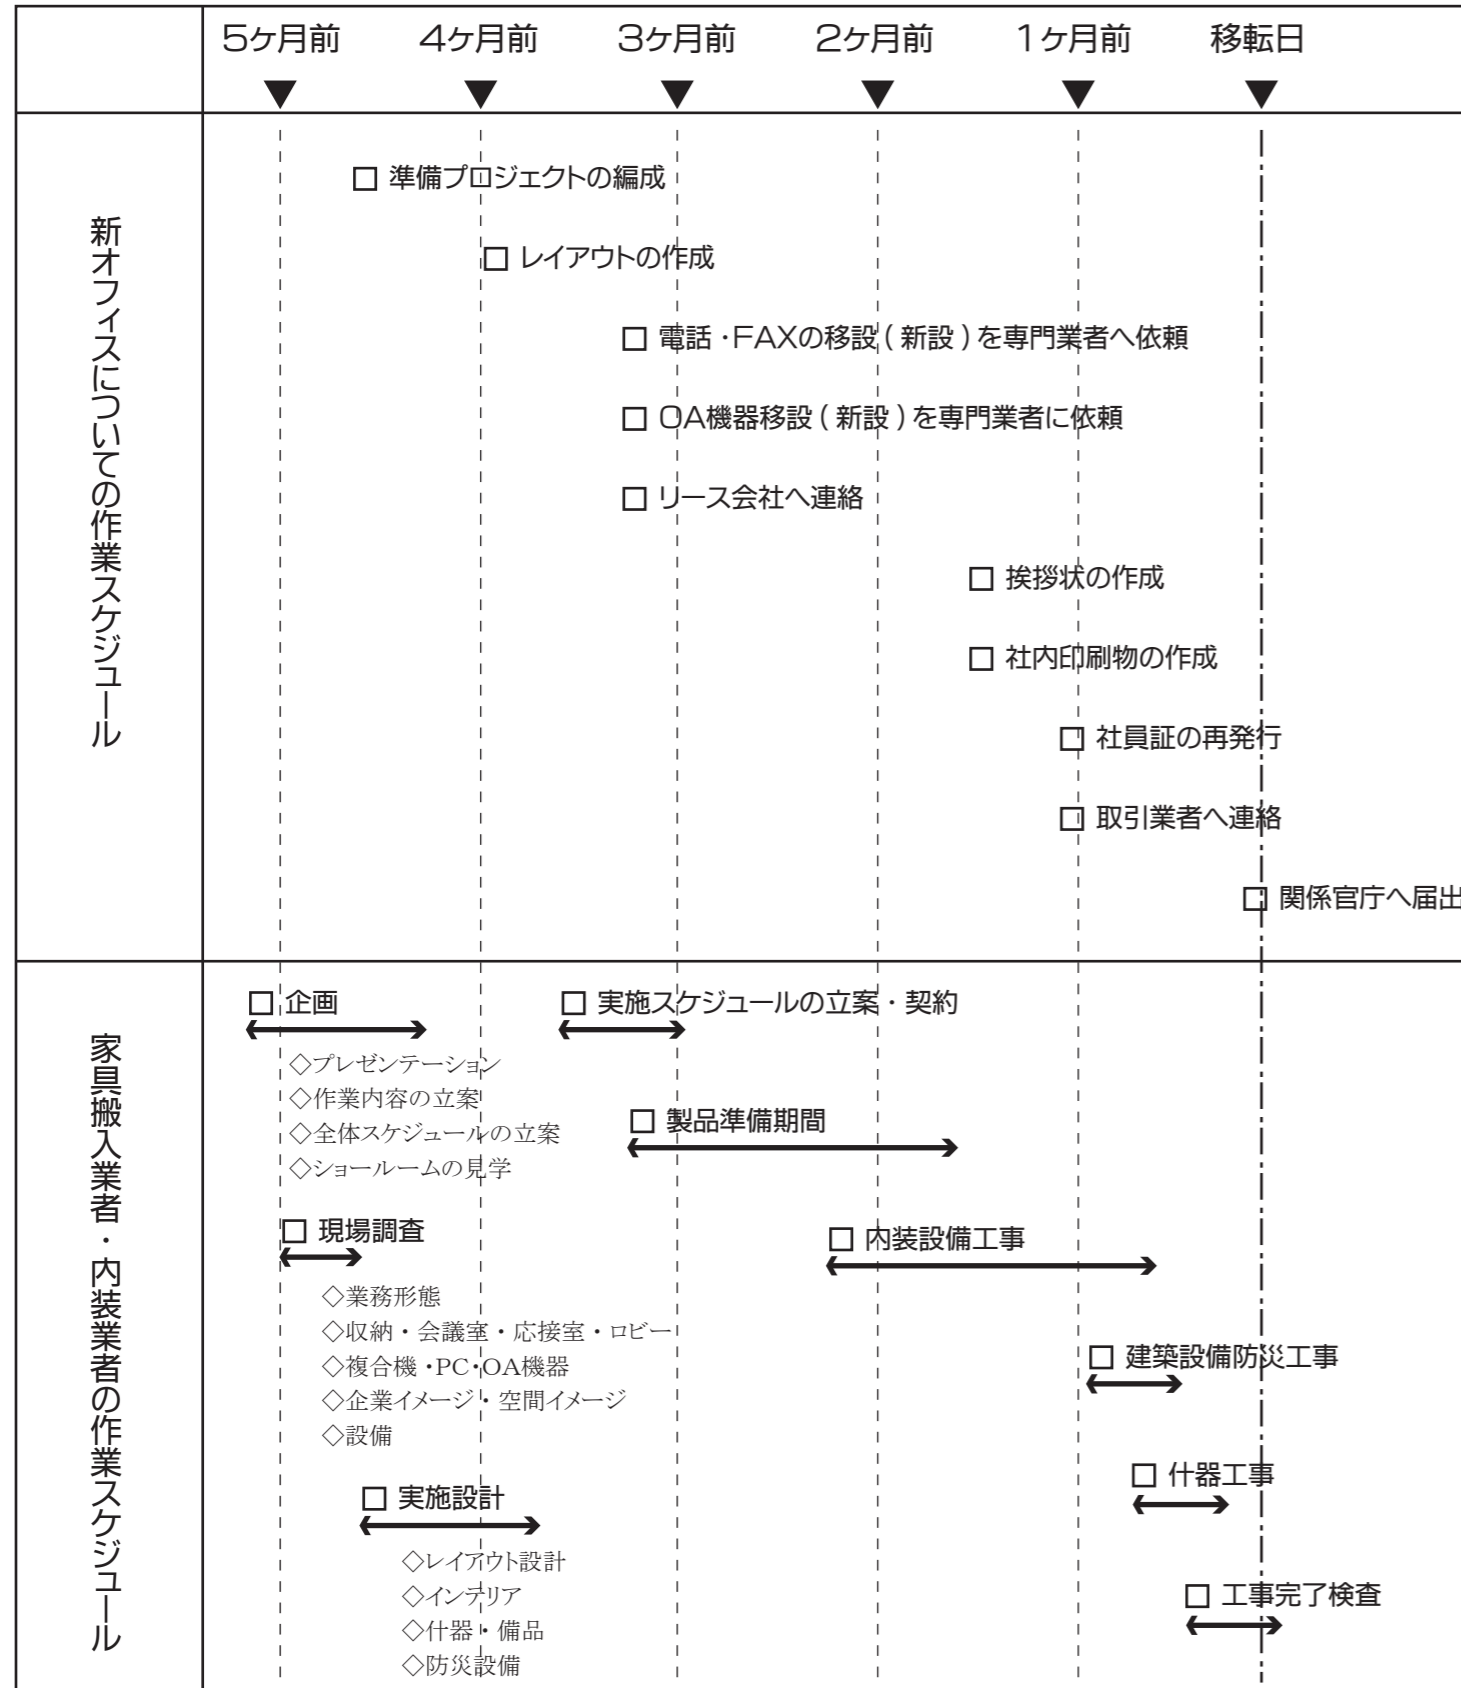 5ヶ月前 4ヶ月前 3ヶ月前 2ヶ月前 1ヶ月前 移転日
▼ ▼ ▼ ▼ ▼ ▼
新オフィスについての作業スケジュール
□ 準備プロジェクトの編成
□ レイアウトの作成
□ 電話・FAXの移設(新設)を専門業者へ依頼
□ OA機器移設(新設)を専門業者に依頼
□ リース会社へ連絡
□ 挨拶状の作成
□ 社内印刷物の作成
□ 社員証の再発行
□ 取引業者へ連絡
□ 関係官庁へ届出
家具搬入業者・内装業者の作業スケジュール
□ 企画
◇プレゼンテーション
◇作業内容の立案
◇全体スケジュールの立案
◇ショールームの見学
□ 実施スケジュールの立案・契約
□ 製品準備期間
□ 現場調査
◇業務形態
◇収納・会議室・応接室・ロビー
◇複合機・PC・OA機器
◇企業イメージ・空間イメージ
◇設備
□ 内装設備工事
□ 建築設備防災工事
□ 実施設計
◇レイアウト設計
◇インテリア
◇什器・備品
◇防災設備
□ 什器工事
□ 工事完了検査